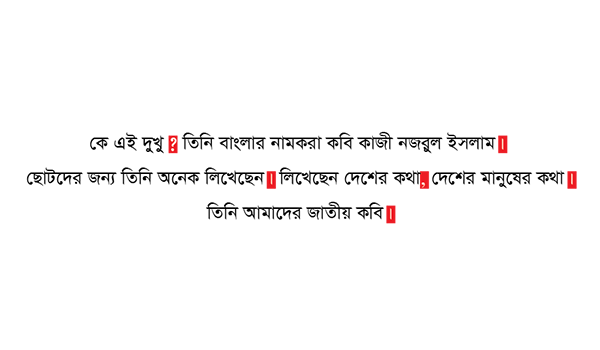 কে এই দুখু ? তিনি বাংলার নামকরা কবি কাজী নজরুল ইসলাম ।
ছোটদের জন্য তিনি অনেক লিখেছেন । লিখেছেন দেশের কথা, দেশের মানুষের কথা ।
তিনি আমাদের জাতীয় কবি ।